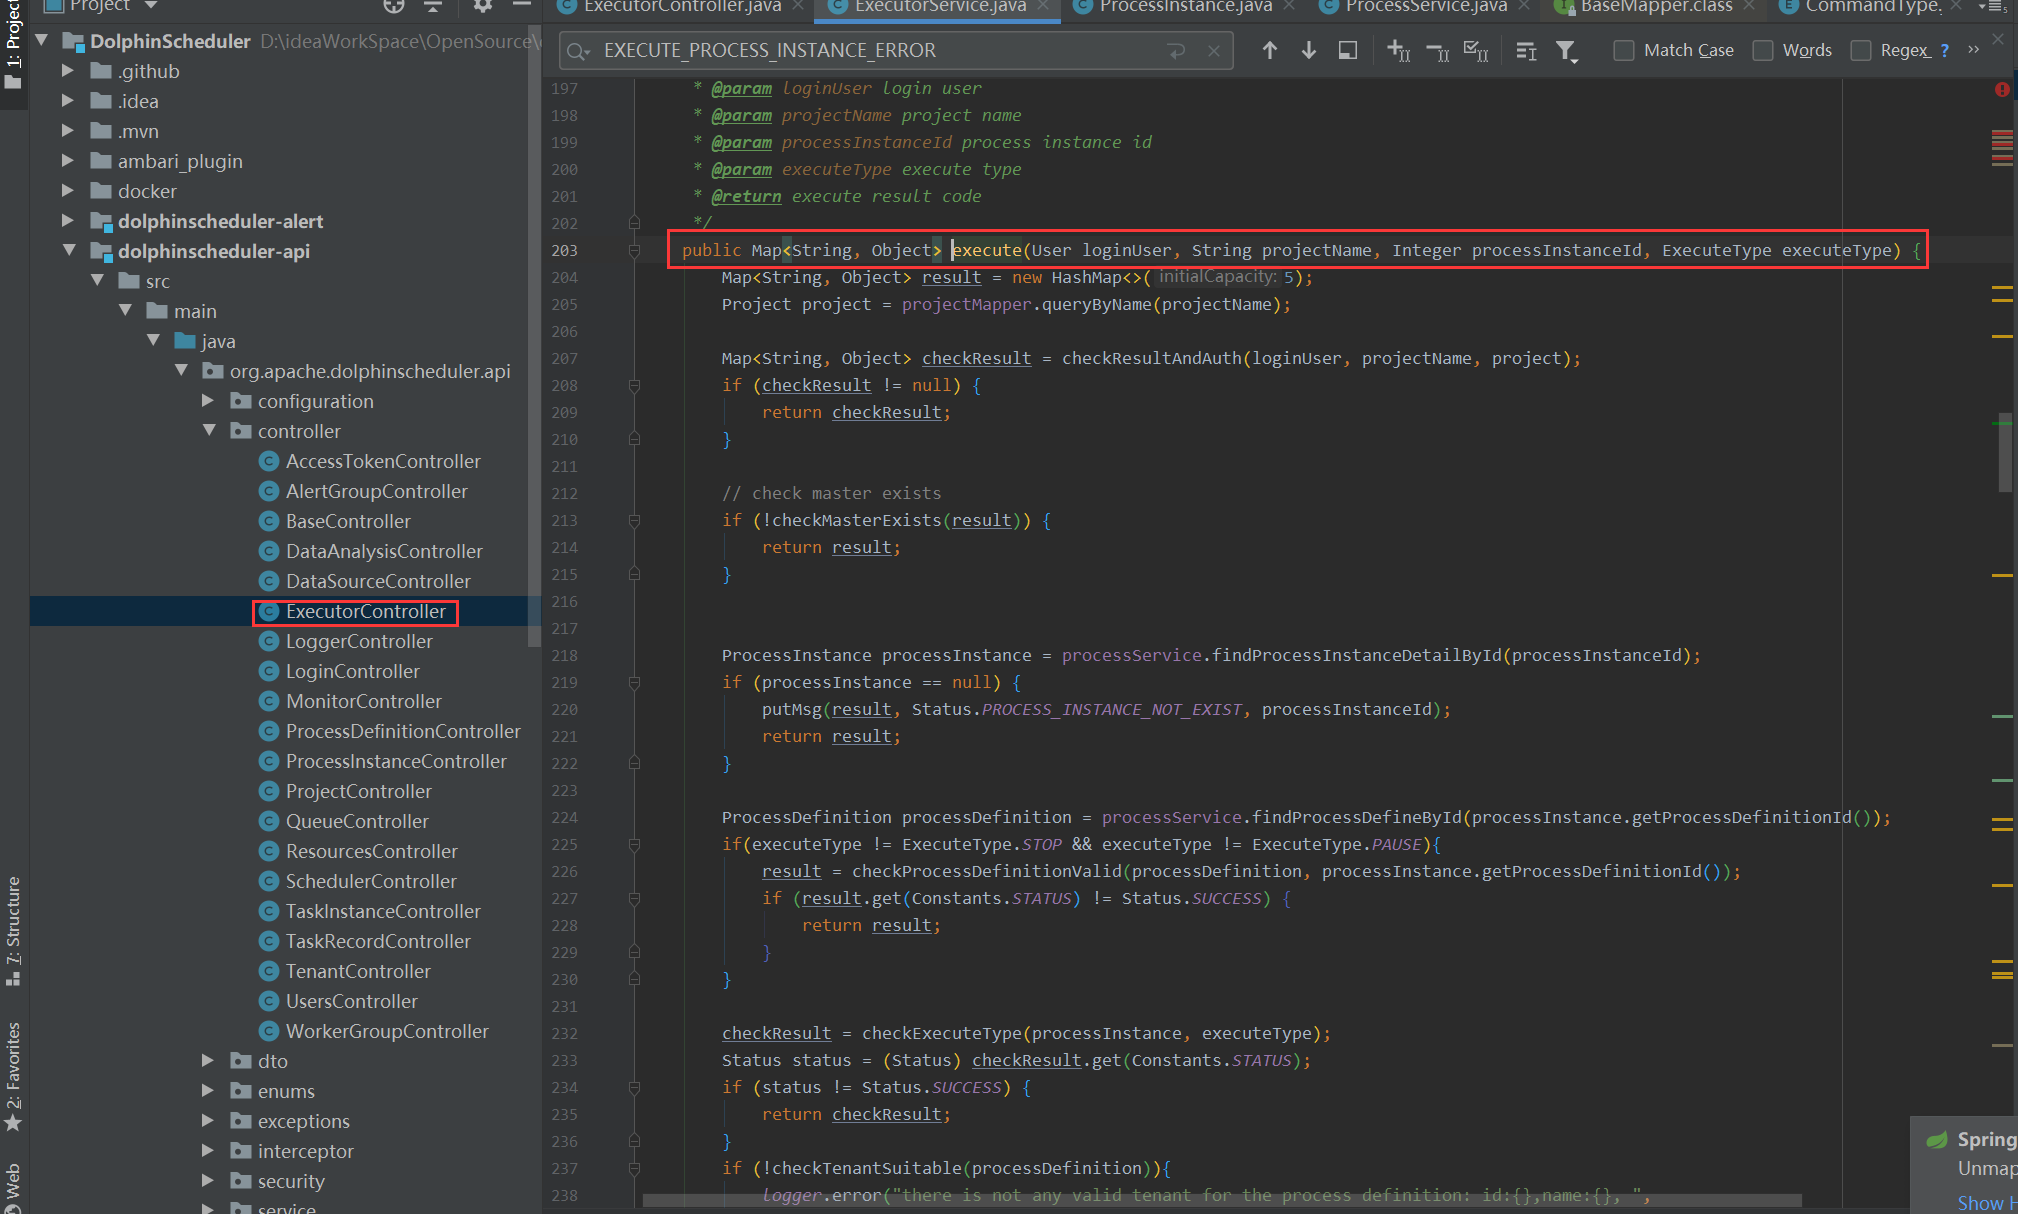 Project
ExecutorController.java
ExecutorService.java
ProcessInstance.java
ProcessService.java
BaseMapper.class
CommandType.
1: Project
7: Structure
2: Favorites
Web
DolphinScheduler D:\ideaWorkSpace\OpenSource\
.github
.idea
.mvn
ambari_plugin
docker
dolphinscheduler-alert
dolphinscheduler-api
src
main
java
org.apache.dolphinscheduler.api
configuration
controller
AccessTokenController
AlertGroupController
BaseController
DataAnalysisController
DataSourceController
ExecutorController
LoggerController
LoginController
MonitorController
ProcessDefinitionController
ProcessInstanceController
ProjectController
QueueController
ResourcesController
SchedulerController
TaskInstanceController
TaskRecordController
TenantController
UsersController
WorkerGroupController
dto
enums
exceptions
interceptor
security
service
EXECUTE_PROCESS_INSTANCE_ERROR
Match Case
Words
Regex ? »
197 * @param loginUser login user
198 * @param projectName project name
199 * @param processInstanceId process instance id
200 * @param executeType execute type
201 * @return execute result code
202 */
203 public Map<String, Object> execute(User loginUser, String projectName, Integer processInstanceId, ExecuteType executeType) {
204 Map<String, Object> result = new HashMap<>( initialCapacity: 5);
205 Project project = projectMapper.queryByName(projectName);
206
207 Map<String, Object> checkResult = checkResultAndAuth(loginUser, projectName, project);
208 if (checkResult != null) {
209 return checkResult;
210 }
211
212 // check master exists
213 if (!checkMasterExists(result)) {
214 return result;
215 }
216
217
218 ProcessInstance processInstance = processService.findProcessInstanceDetailById(processInstanceId);
219 if (processInstance == null) {
220 putMsg(result, Status.PROCESS_INSTANCE_NOT_EXIST, processInstanceId);
221 return result;
222 }
223
224 ProcessDefinition processDefinition = processService.findProcessDefineById(processInstance.getProcessDefinitionId());
225 if(executeType != ExecuteType.STOP && executeType != ExecuteType.PAUSE){
226 result = checkProcessDefinitionValid(processDefinition, processInstance.getProcessDefinitionId());
227 if (result.get(Constants.STATUS) != Status.SUCCESS) {
228 return result;
229 }
230 }
231
232 checkResult = checkExecuteType(processInstance, executeType);
233 Status status = (Status) checkResult.get(Constants.STATUS);
234 if (status != Status.SUCCESS) {
235 return checkResult;
236 }
237 if (!checkTenantSuitable(processDefinition)){
238 logger.error("there is not any valid tenant for the process definition: id:{},name:{}, ",
Spring
Unmap
Show H